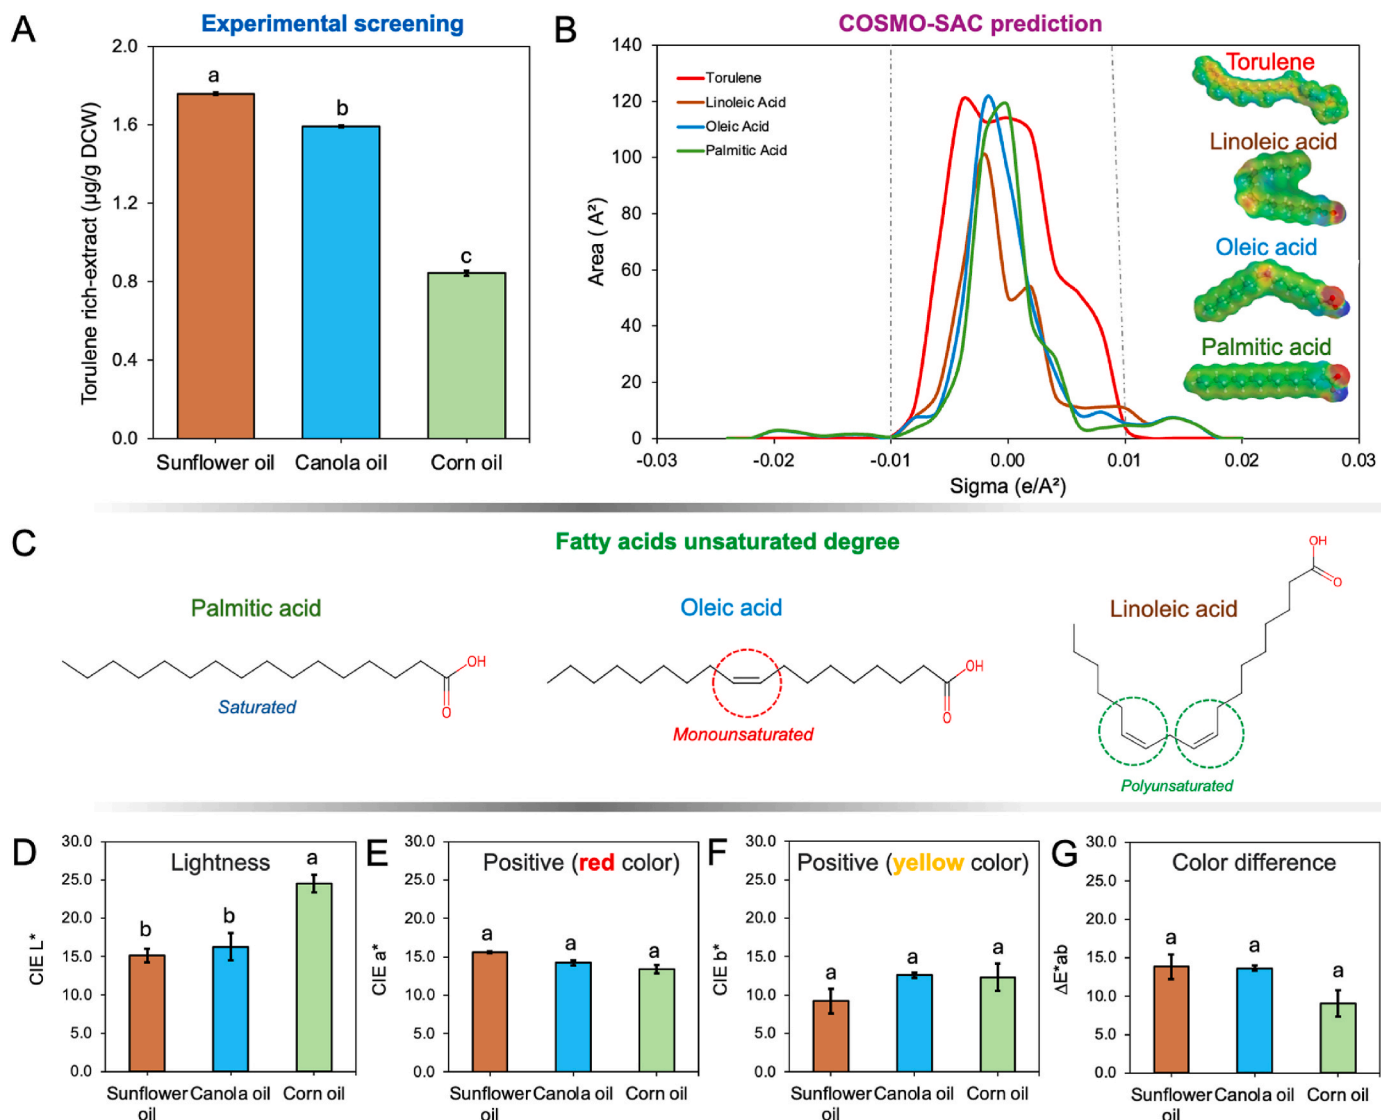 A
Experimental screening
Torulene rich-extract (µg/g DCW)
2.0
1.6
1.2
0.8
0.4
0.0
a
b
c
Sunflower oil
Canola oil
Corn oil
B
COSMO-SAC prediction
Area ( A²)
140
120
100
80
60
40
20
0
Torulene
Linoleic Acid
Oleic Acid
Palmitic Acid
Torulene
Linoleic acid
Oleic acid
Palmitic acid
-0.03
-0.02
-0.01
0.00
0.01
0.02
0.03
Sigma (e/A²)
C
Fatty acids unsaturated degree
Palmitic acid
OH
O
Saturated
Oleic acid
OH
O
Monounsaturated
Linoleic acid
OH
O
Polyunsaturated
D
Lightness
CIE L*
30.0
25.0
20.0
15.0
10.0
5.0
0.0
b
b
a
Sunflower
oil
Canola oil
Corn oil
E
Positive (red color)
CIE a*
30.0
25.0
20.0
15.0
10.0
5.0
0.0
a
a
a
Sunflower
oil
Canola oil
Corn oil
F
Positive (yellow color)
CIE b*
30.0
25.0
20.0
15.0
10.0
5.0
0.0
a
a
a
Sunflower
oil
Canola oil
Corn oil
G
Color difference
ΔE*ab
30.0
25.0
20.0
15.0
10.0
5.0
0.0
a
a
a
Sunflower
oil
Canola oil
Corn oil